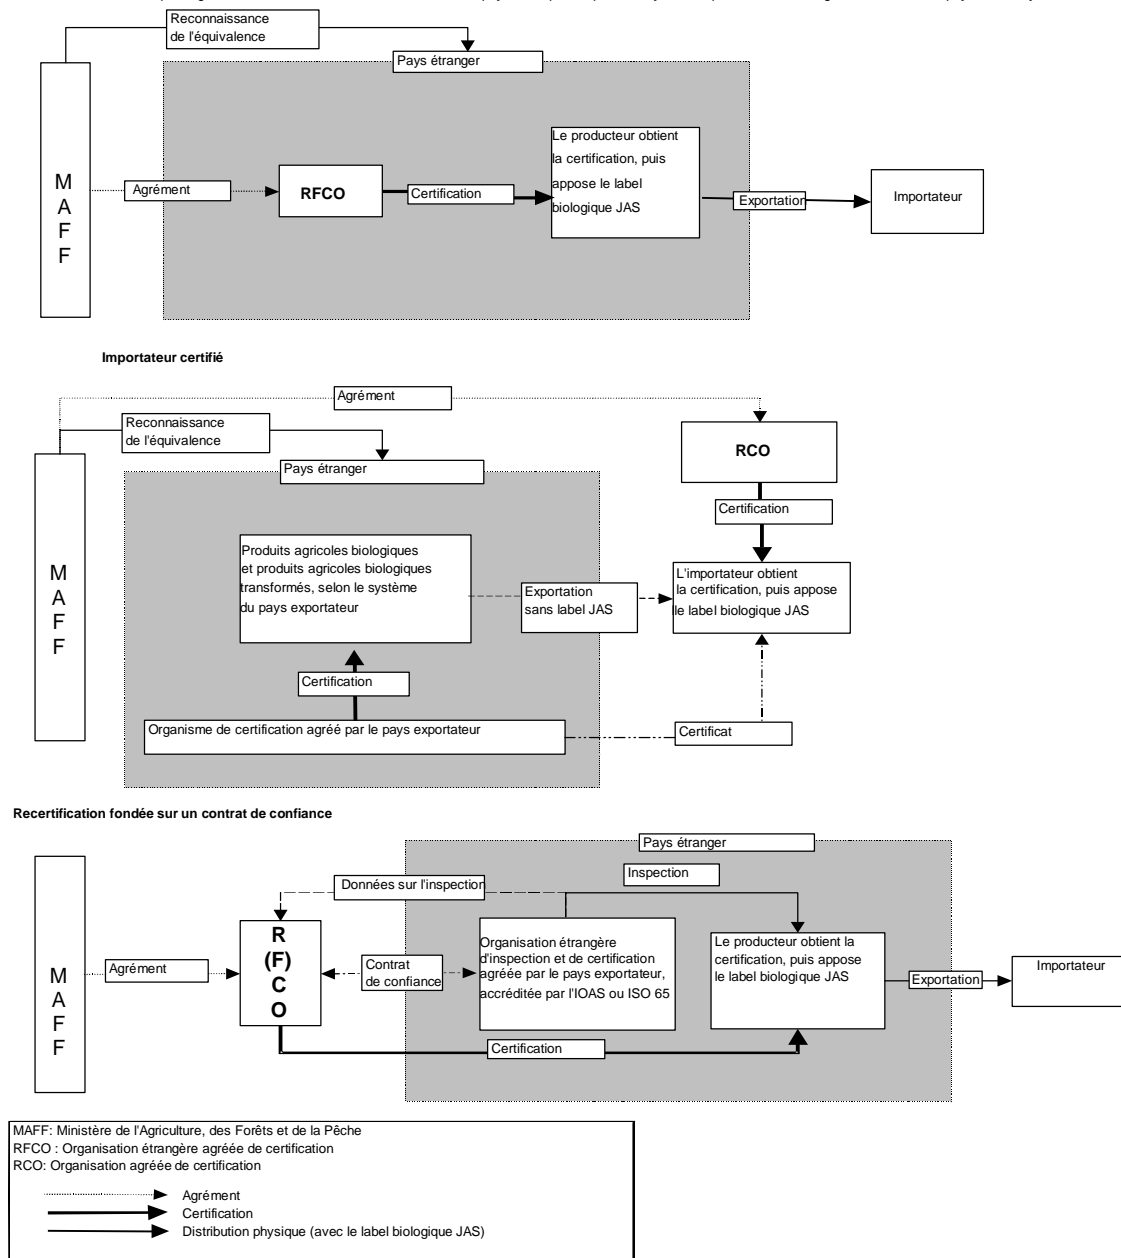 Reconnaissance
de l'équivalence
Pays étranger
M
A
F
F
Agrément
RFCO
Certification
Le producteur obtient
la certification, puis
appose le label
biologique JAS
Exportation
Importateur
Importateur certifié
Agrément
Reconnaissance
de l'équivalence
RCO
Pays étranger
Certification
M
A
F
F
Produits agricoles biologiques
et produits agricoles biologiques
transformés, selon le système
du pays exportateur
Exportation
sans label JAS
L'importateur obtient
la certification, puis appose
le label biologique JAS
Certification
Organisme de certification agréé par le pays exportateur
Certificat
Recertification fondée sur un contrat de confiance
Pays étranger
Inspection
Données sur l'inspection
M
A
F
F
Agrément
R
(F)
C
O
Contrat
de confiance
Organisation étrangère
d'inspection et de certification
agréée par le pays exportateur,
accréditée par l'IOAS ou ISO 65
Le producteur obtient la
certification, puis appose
le label biologique JAS
Exportation
Importateur
Certification
MAFF: Ministère de l'Agriculture, des Forêts et de la Pêche
RFCO : Organisation étrangère agréée de certification
RCO: Organisation agréée de certification
Agrément
Certification
Distribution physique (avec le label biologique JAS)